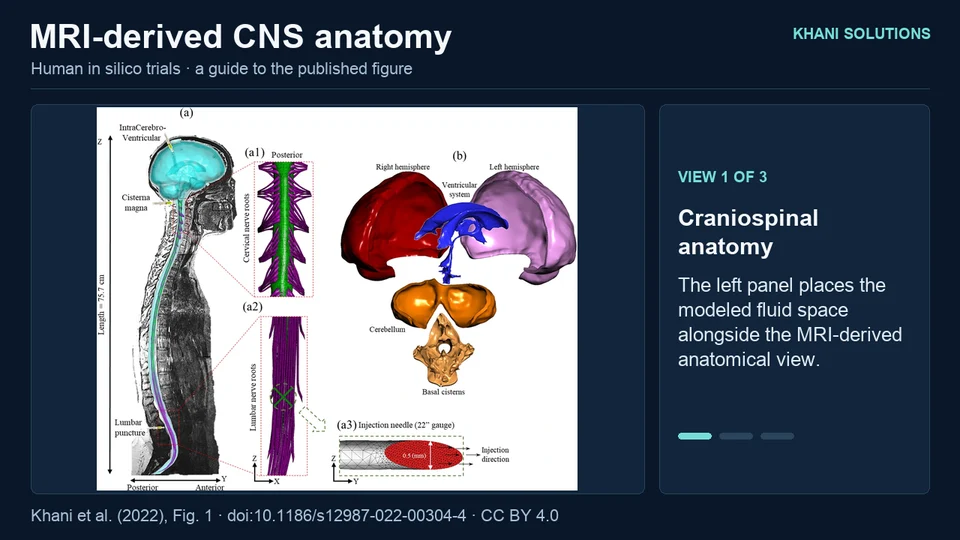 MRI-derived CNS anatomy
KHANI SOLUTIONS
Human in silico trials · a guide to the published figure
(a)
IntraCerebro-
Ventricular
Z
Cisterna
magna
Length = 75.7 cm
Lumbar
puncture
Y
Posterior
Anterior
(a1)
Posterior
Cervical nerve roots
(a2)
Lumbar nerve roots
Z
X
(b)
Right hemisphere
Left hemisphere
Ventricular
system
Cerebellum
Basal cisterns
(a3) Injection needle (22” gauge)
0.5 (mm)
Injection
direction
Z
Y
VIEW 1 OF 3
Craniospinal
anatomy
The left panel places the
modeled fluid space
alongside the MRI-derived
anatomical view.
Khani et al. (2022), Fig. 1 · doi:10.1186/s12987-022-00304-4 · CC BY 4.0